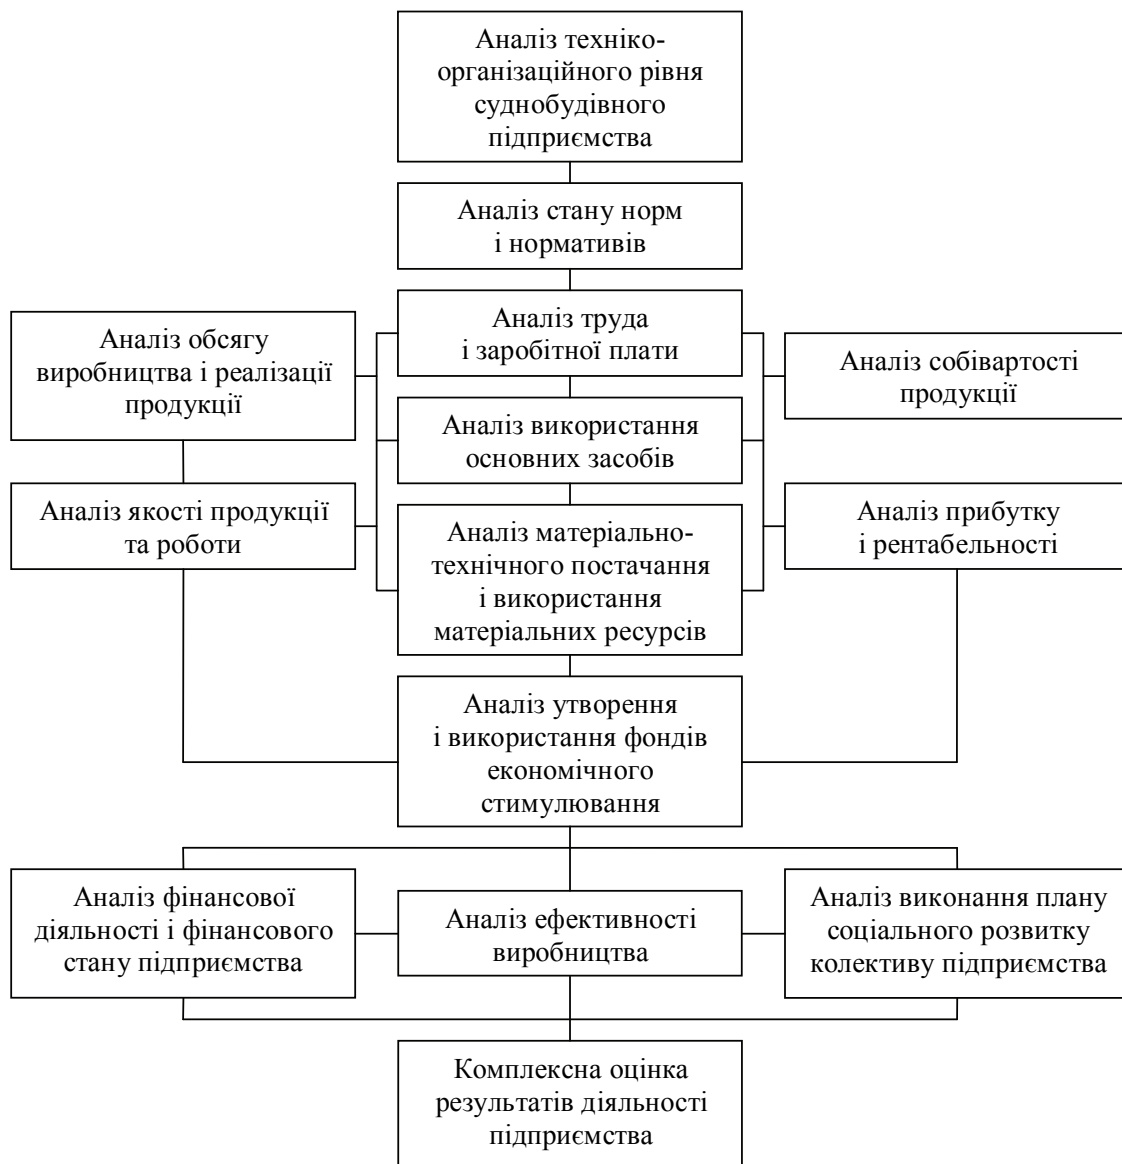 Аналіз техніко-
організаційного рівня
суднобудівного
підприємства
Аналіз стану норм
і нормативів
Аналіз обсягу
виробництва і реалізації
продукції
Аналіз труда
і заробітної плати
Аналіз собівартості
продукції
Аналіз використання
основних засобів
Аналіз якості продукції
та роботи
Аналіз матеріально-
технічного постачання
і використання
матеріальних ресурсів
Аналіз прибутку
і рентабельності
Аналіз утворення
і використання фондів
економічного
стимулювання
Аналіз фінансової
діяльності і фінансового
стану підприємства
Аналіз ефективності
виробництва
Аналіз виконання плану
соціального розвитку
колективу підприємства
Комплексна оцінка
результатів діяльності
підприємства